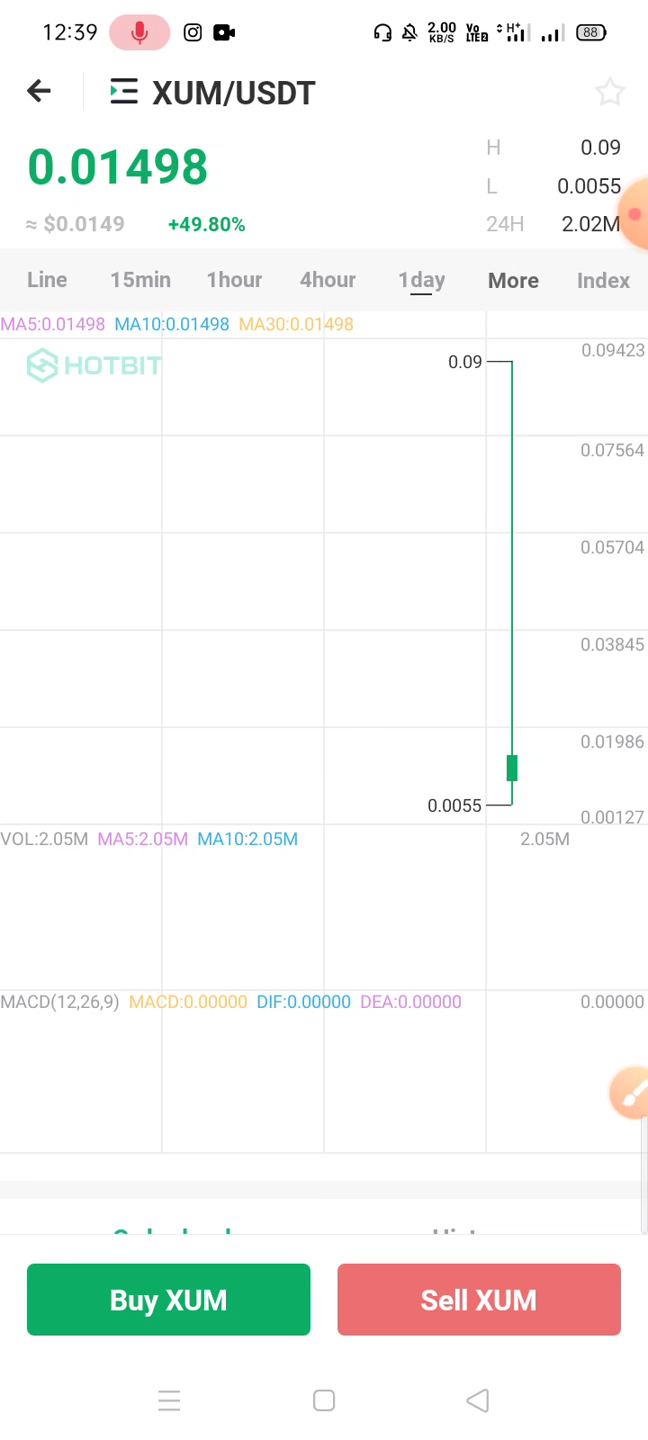 12:39 2.00 KB/S Vo LTE2 H+ 88
XUM/USDT
0.01498 H 0.09
L 0.0055
≈ $0.0149 +49.80% 24H 2.02M
Line 15min 1hour 4hour 1day More Index
MA5:0.01498 MA10:0.01498 MA30:0.01498
0.09423
HOTBIT 0.09
0.07564
0.05704
0.03845
0.01986
0.0055
0.00127
VOL:2.05M MA5:2.05M MA10:2.05M 2.05M
MACD(12,26,9) MACD:0.00000 DIF:0.00000 DEA:0.00000 0.00000
Buy XUM Sell XUM